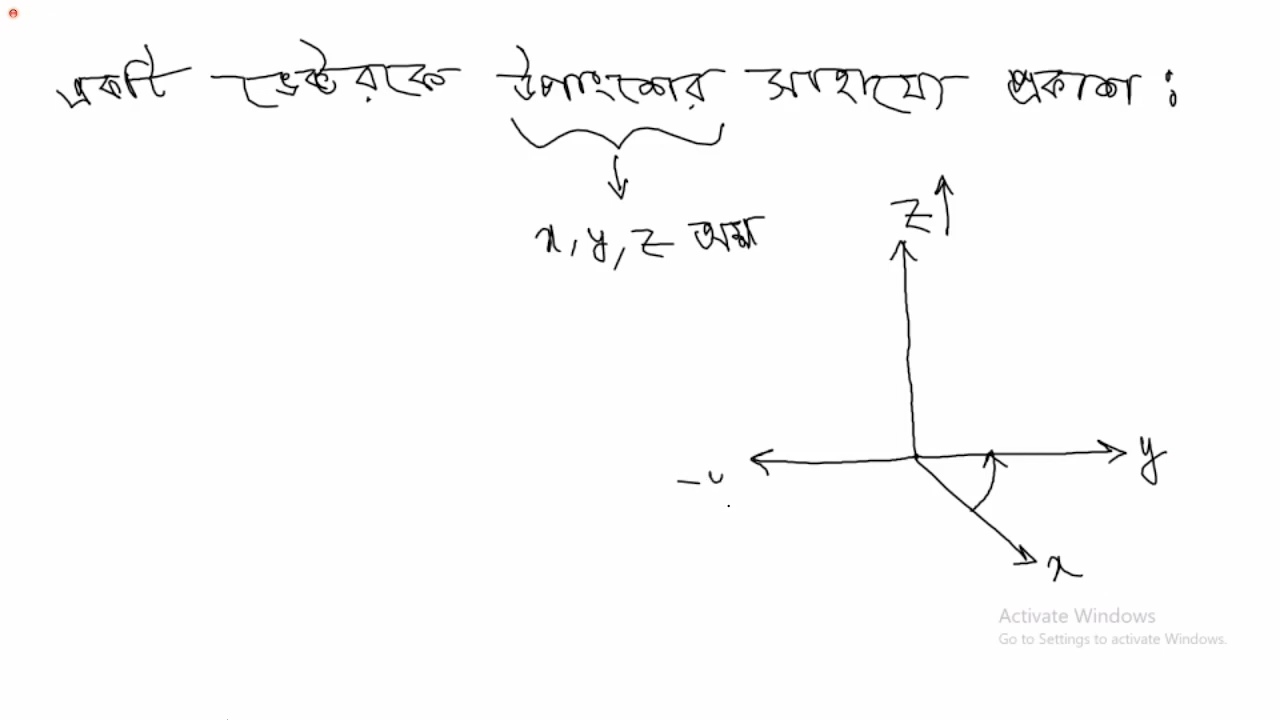 একটি ভেক্টরকে উপাংশের সাহায্যে প্রকাশ :
x, y, z অক্ষ
z
y
x
Activate Windows
Go to Settings to activate Windows.